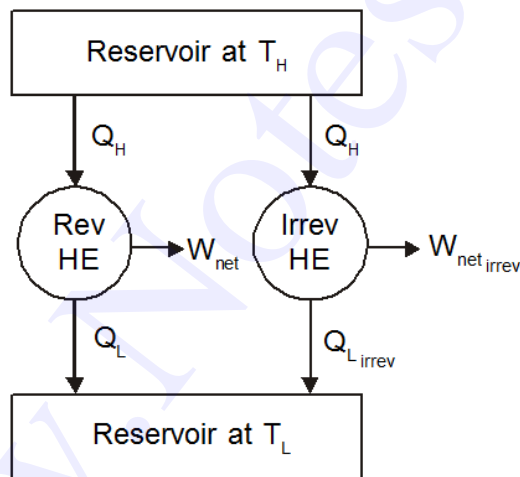 Reservoir at T_H
Q_H
Q_H
Rev
HE
W_net
Irrev
HE
W_net irrev
Q_L
Q_L irrev
Reservoir at T_L